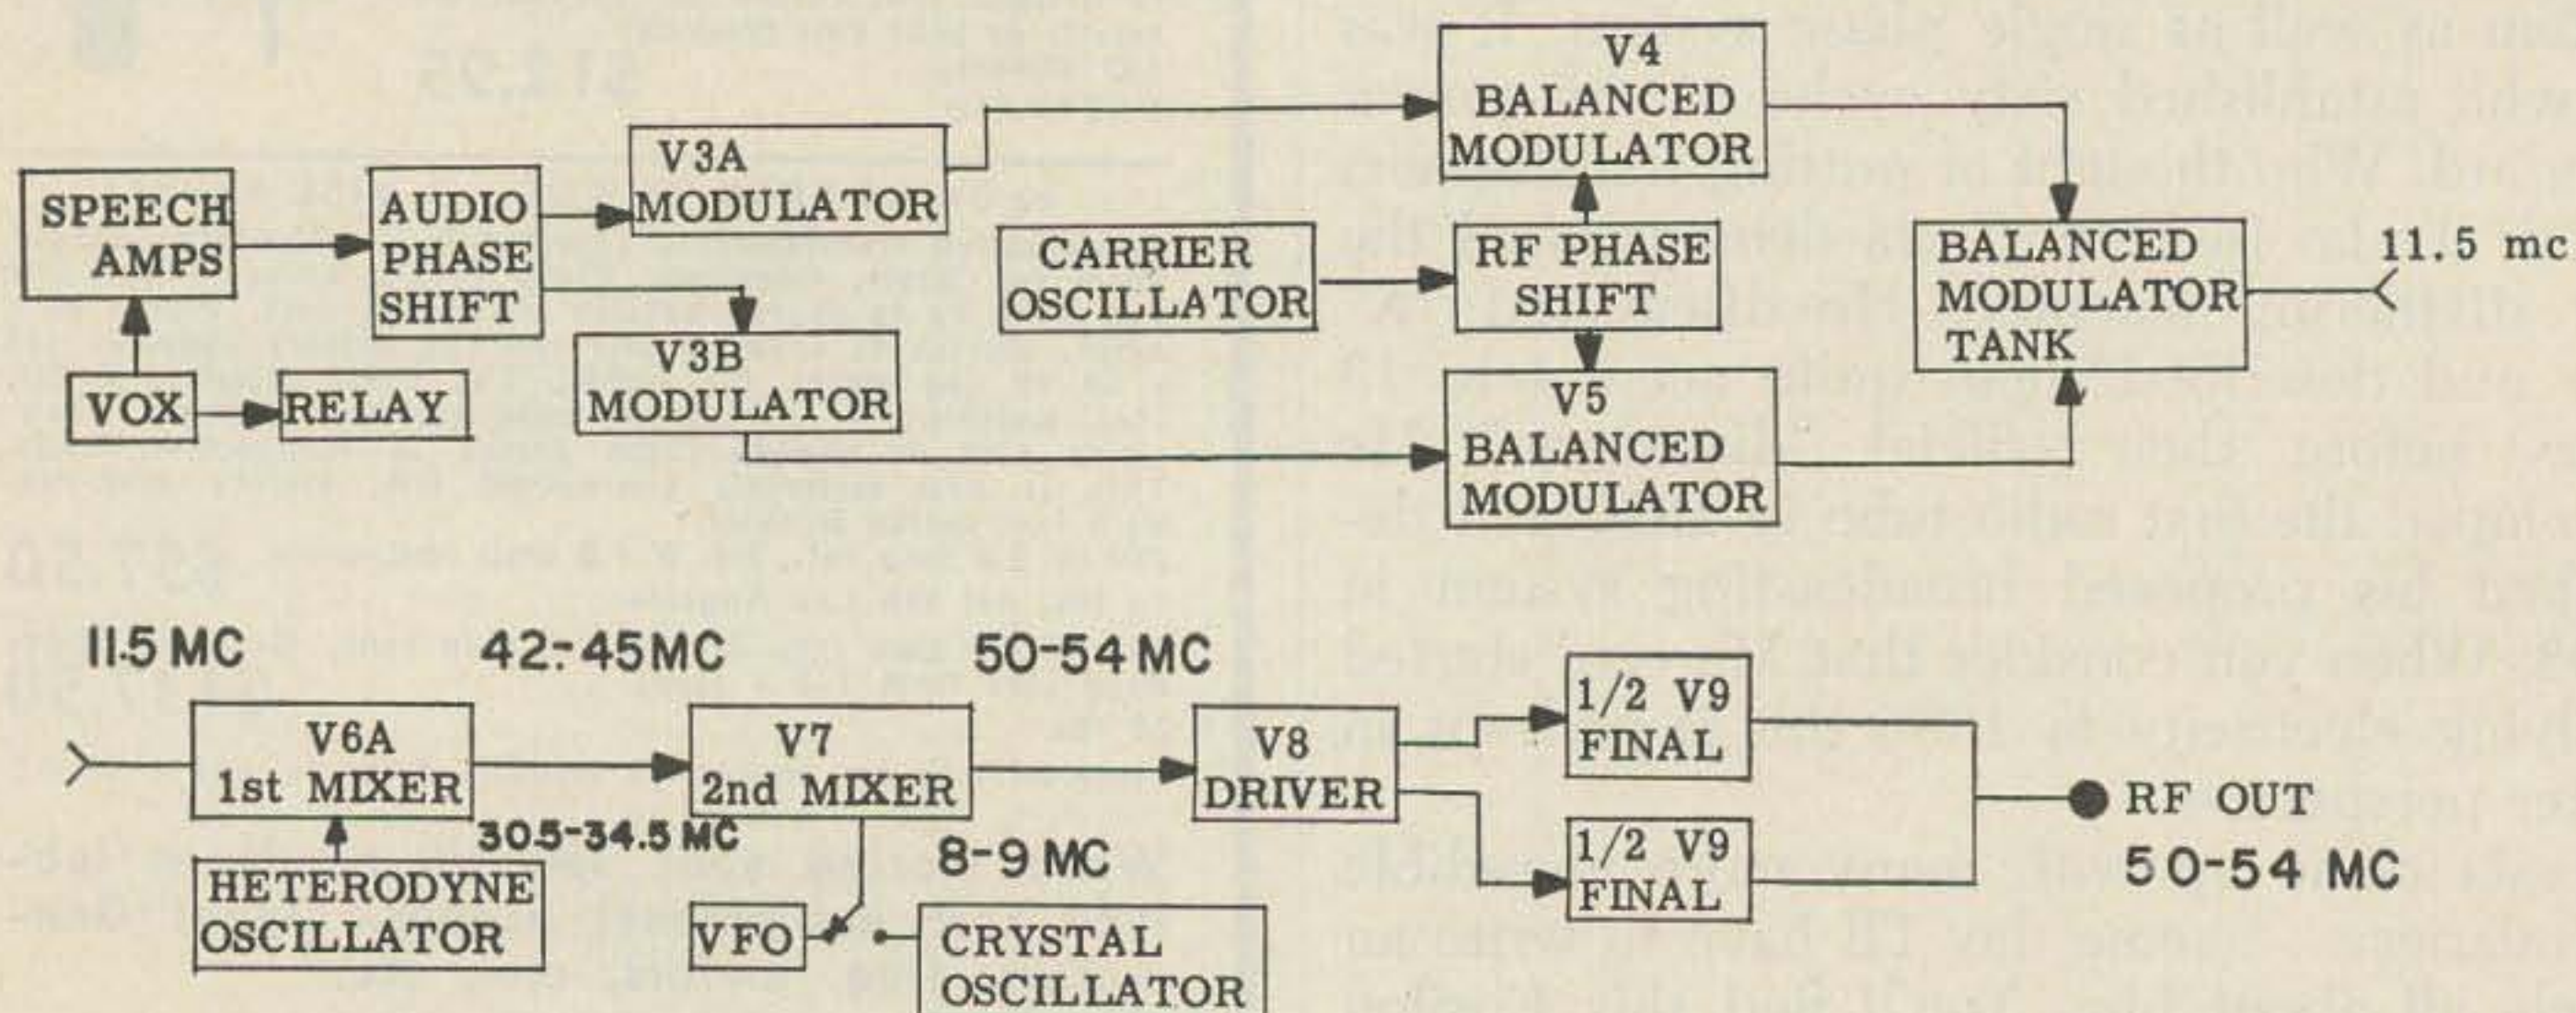 SPEECH
AMPS
AUDIO
PHASE
SHIFT
V3A
MODULATOR
V3B
MODULATOR
VOX
RELAY
CARRIER
OSCILLATOR
V4
BALANCED
MODULATOR
RF PHASE
SHIFT
V5
BALANCED
MODULATOR
BALANCED
MODULATOR
TANK
11.5 mc
11.5 MC
42-45MC
50-54 MC
V6A
1st MIXER
HETERODYNE
OSCILLATOR
30.5-34.5 MC
V7
2nd MIXER
8-9 MC
VFO
CRYSTAL
OSCILLATOR
V8
DRIVER
1/2 V9
FINAL
1/2 V9
FINAL
RF OUT
50-54 MC